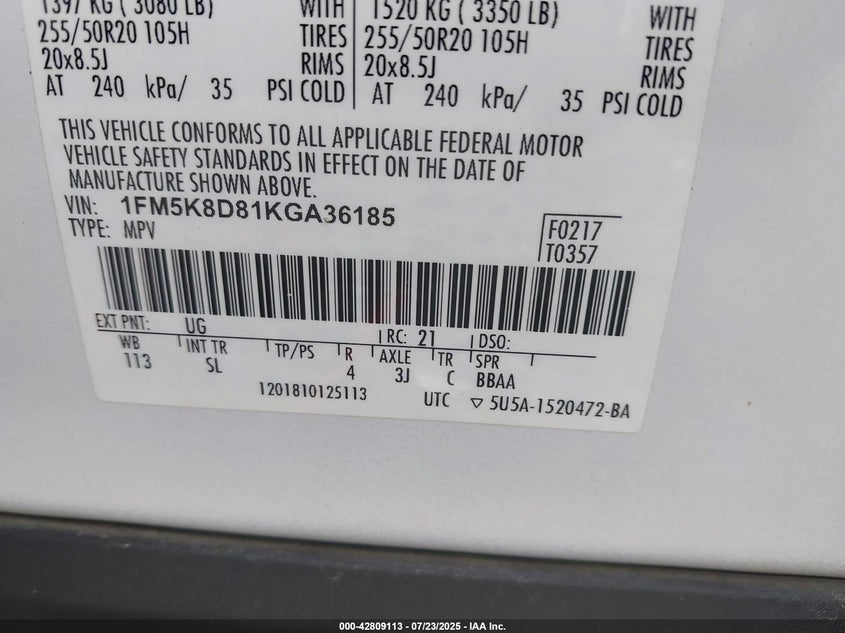 1397 KG ( 3080 LB) WITH 1520 KG ( 3350 LB) WITH
255/50R20 105H TIRES 255/50R20 105H TIRES
20x8.5J RIMS 20x8.5J RIMS
AT 240 kPa/ 35 PSI COLD AT 240 kPa/ 35 PSI COLD
THIS VEHICLE CONFORMS TO ALL APPLICABLE FEDERAL MOTOR
VEHICLE SAFETY STANDARDS IN EFFECT ON THE DATE OF
MANUFACTURE SHOWN ABOVE.
VIN: 1FM5K8D81KGA36185
TYPE: MPV
F0217
T0357
EXT PNT: UG RC: 21 DSO:
WB INT TR TP/PS R AXLE TR SPR
113 SL 4 3J C BBAA
1201810125113 UTC ▽ 5U5A-1520472-BA
000-42809113 - 07/23/2025 - IAA Inc.